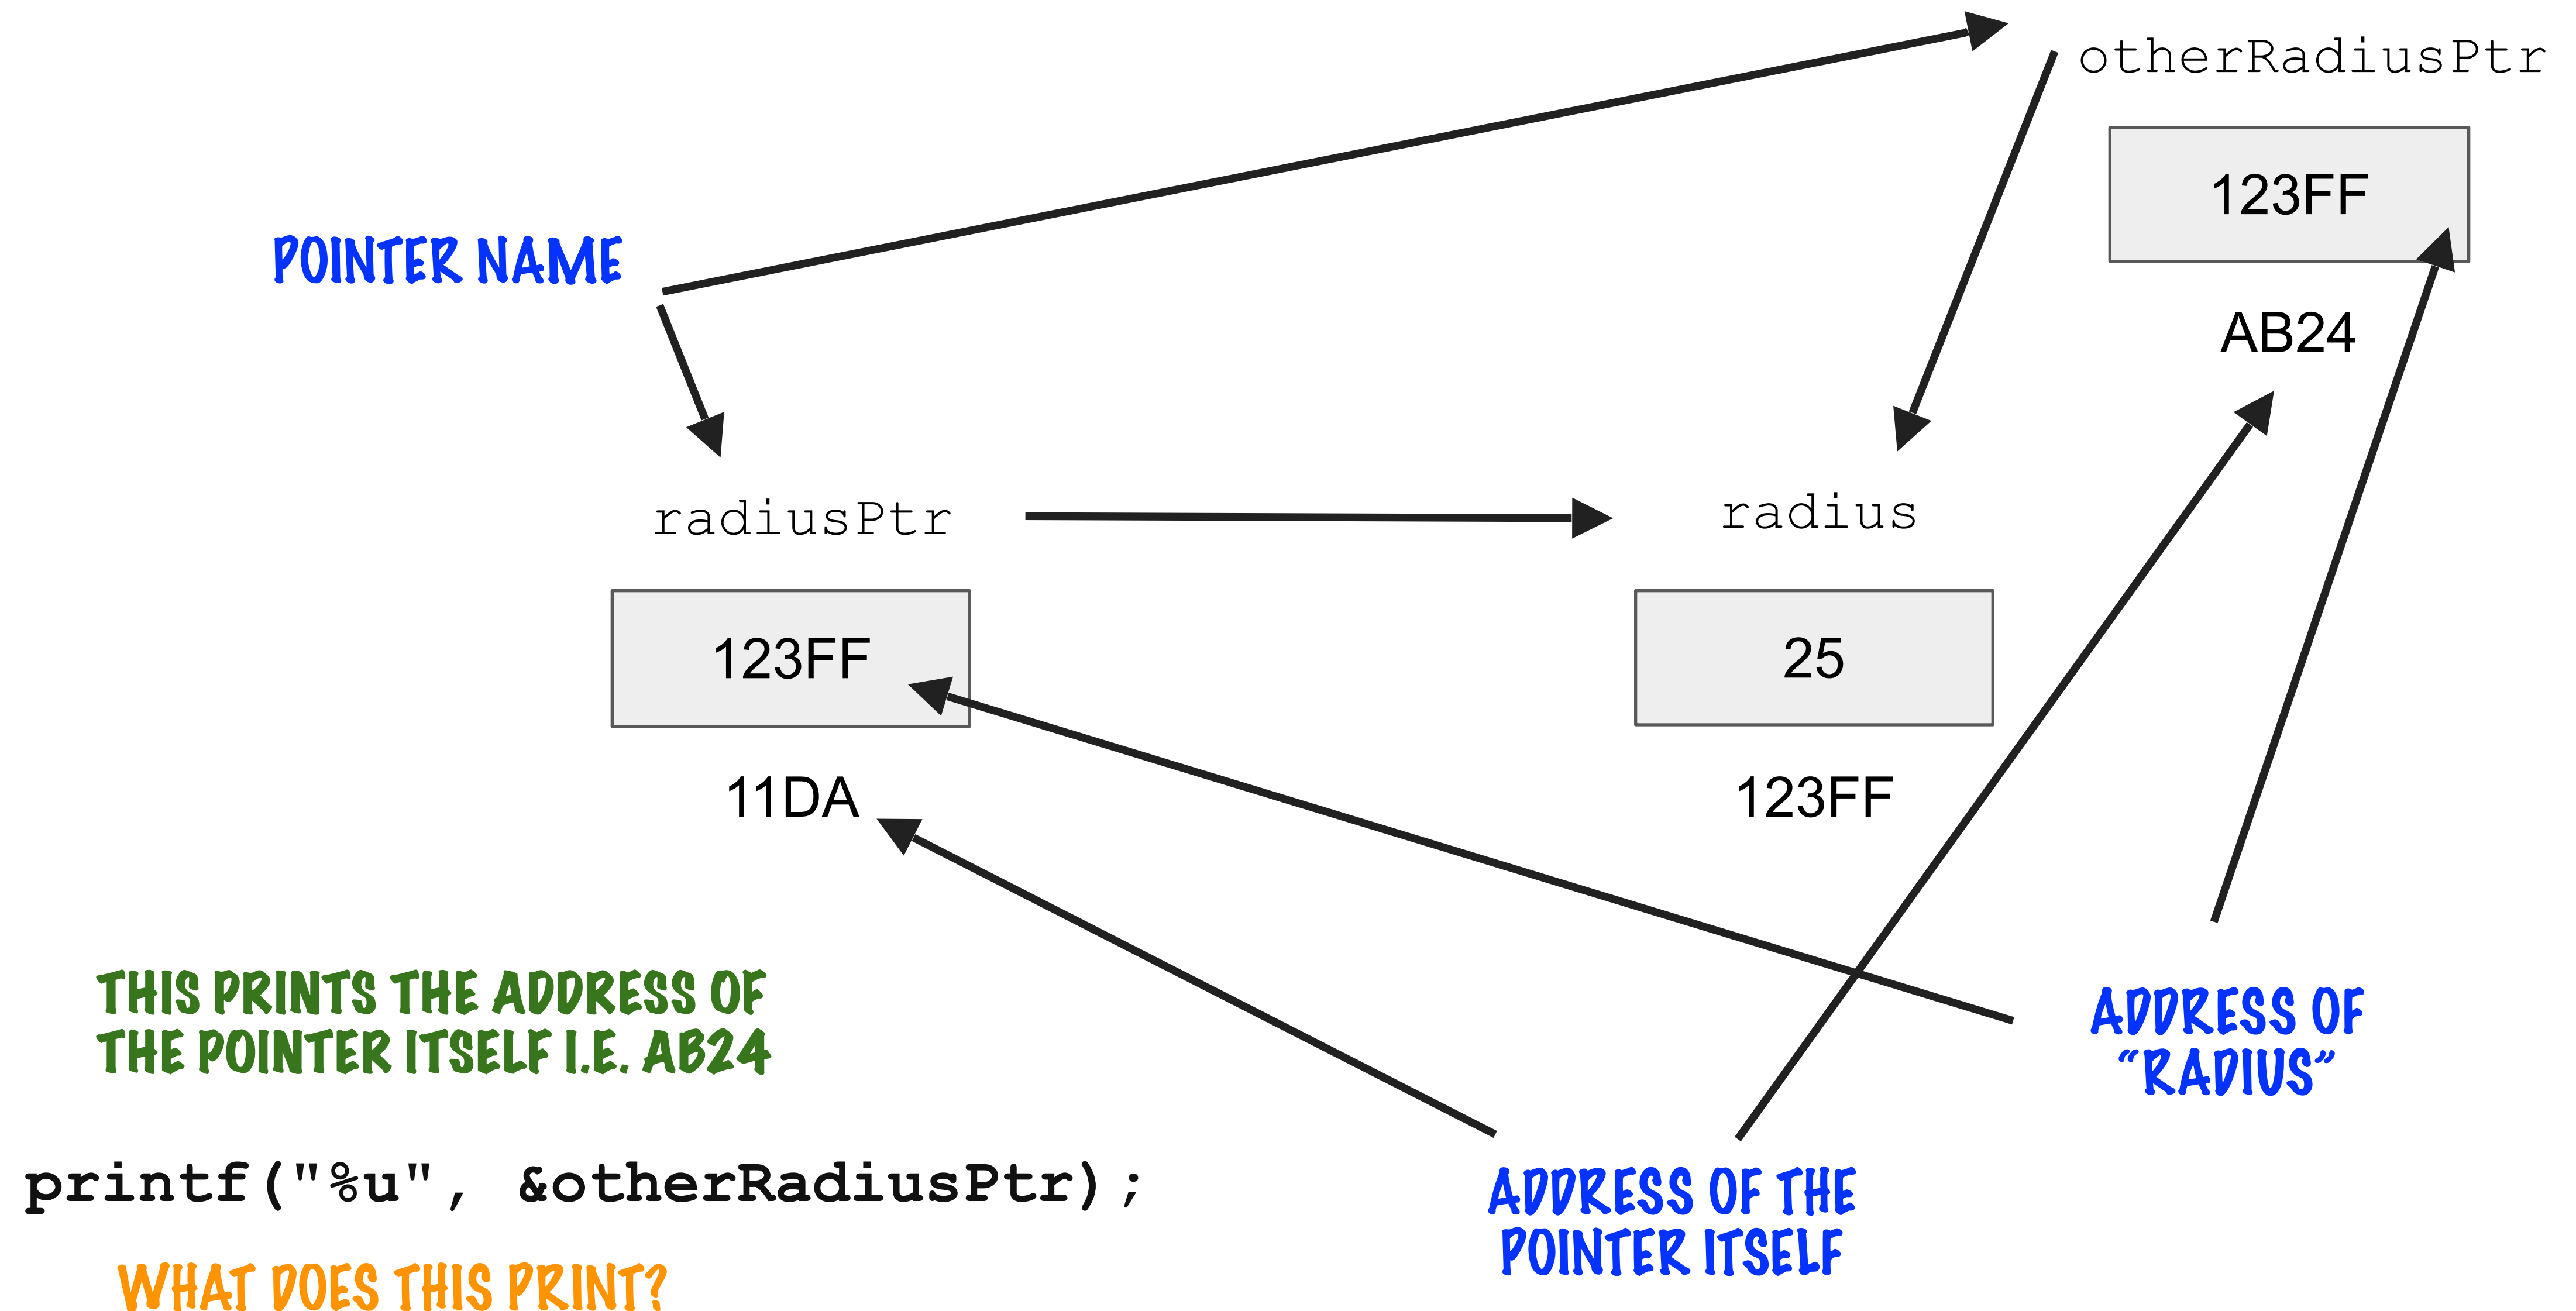 otherRadiusPtr
123FF
AB24
POINTER NAME
radiusPtr
123FF
11DA
radius
25
123FF
THIS PRINTS THE ADDRESS OF
THE POINTER ITSELF I.E. AB24
printf("%u", &otherRadiusPtr);
WHAT DOES THIS PRINT?
ADDRESS OF THE
POINTER ITSELF
ADDRESS OF
“RADIUS”